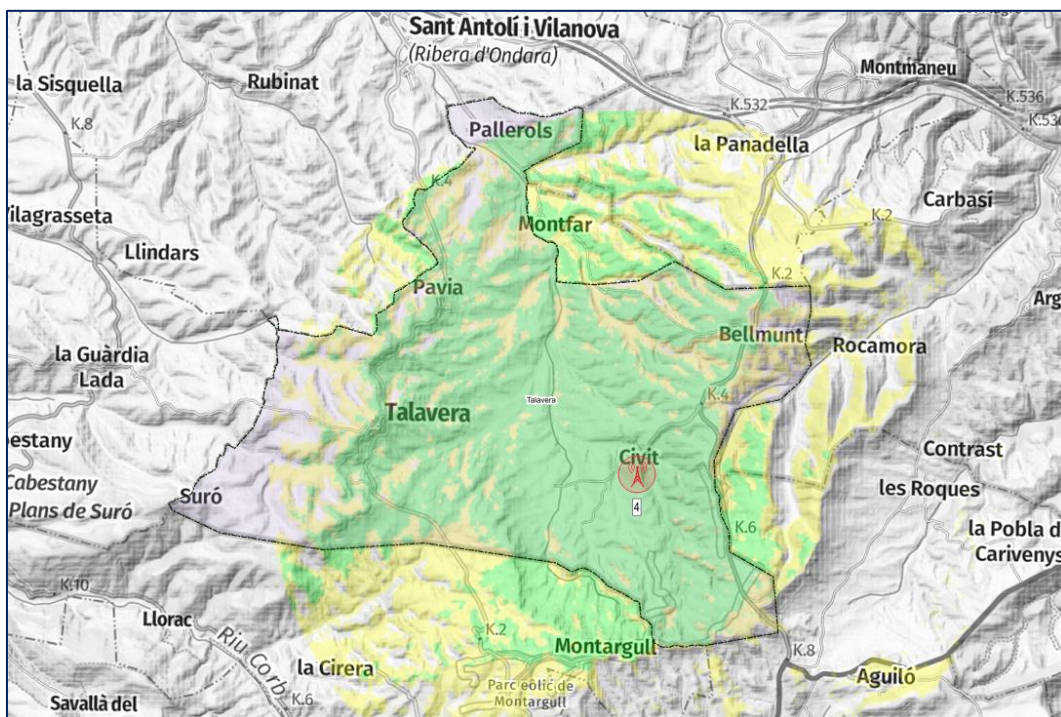 Sant Antolí i Vilanova
(Ribera d'Ondara)
Montmaneu
la Sisquella
Rubinat
K.536
K.532
K.8
Pallerols
la Panadella
K.4
Carbasí
Vilagrasseta
Montfar
K.2
Llindars
K.2
Pavia
Bellmunt
Rocamora
la Guàrdia
Lada
K.4
Talavera
Talavera
Civit
Contrast
Cabestany
Plans de Suró
Suró
les Roques
4
K.6
la Pobla d
Carivenys
K.10
Llorac
K.2
Montargull
K.8
Riu Corb
la Cirera
Parc eòlic de
Montargull
Aguiló
K.6
Savallà del